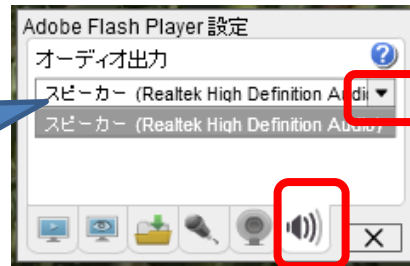 Adobe Flash Player 設定
オーディオ出力
スピーカー (Realtek High Definition Audi
スピーカー (Realtek High Definition Audio)